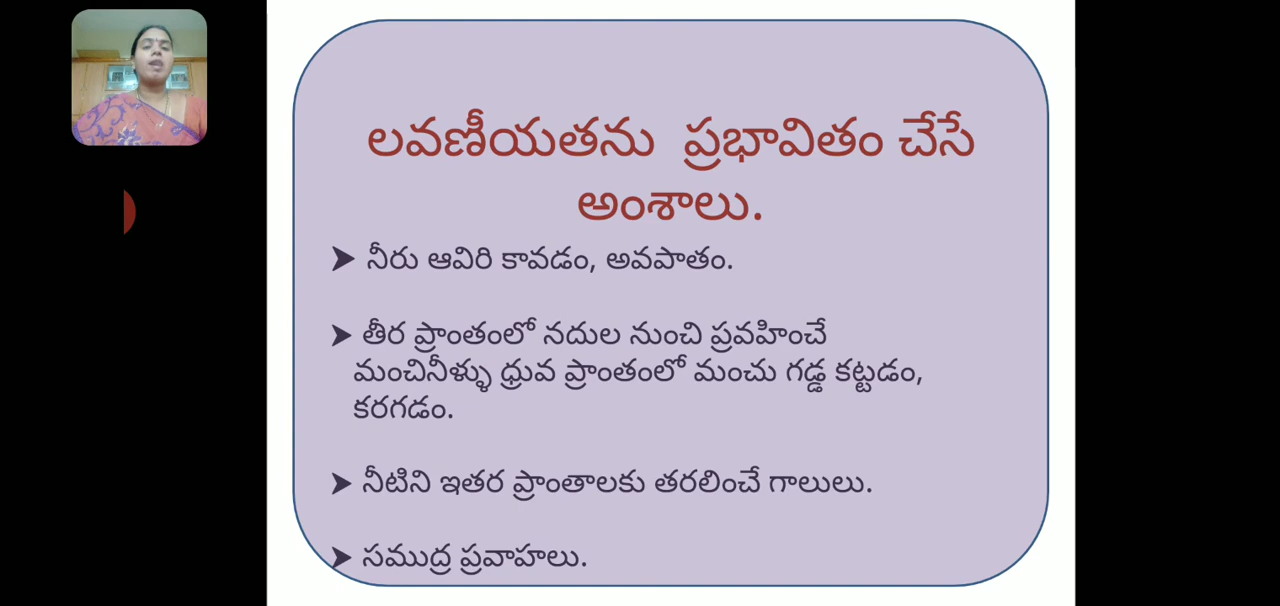 లవణీయతను ప్రభావితం చేసే
అంశాలు.
➤ నీరు ఆవిరి కావడం, అవపాతం.
➤ తీర ప్రాంతంలో నదుల నుంచి ప్రవహించే
మంచినీళ్ళు ధ్రువ ప్రాంతంలో మంచు గడ్డ కట్టడం,
కరగడం.
➤ నీటిని ఇతర ప్రాంతాలకు తరలించే గాలులు.
➤ సముద్ర ప్రవాహలు.